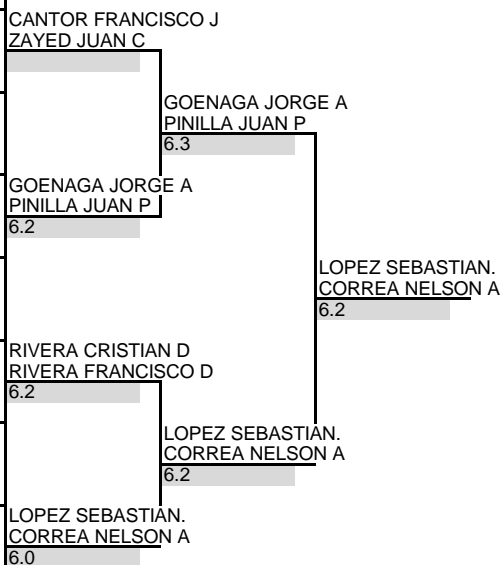 CANTOR FRANCISCO J
ZAYED JUAN C
GOENAGA JORGE A
PINILLA JUAN P
6.3
GOENAGA JORGE A
PINILLA JUAN P
6.2
LOPEZ SEBASTIAN.
CORREA NELSON A
6.2
RIVERA CRISTIAN D
RIVERA FRANCISCO D
6.2
LOPEZ SEBASTIAN.
CORREA NELSON A
6.2
LOPEZ SEBASTIAN.
CORREA NELSON A
6.0